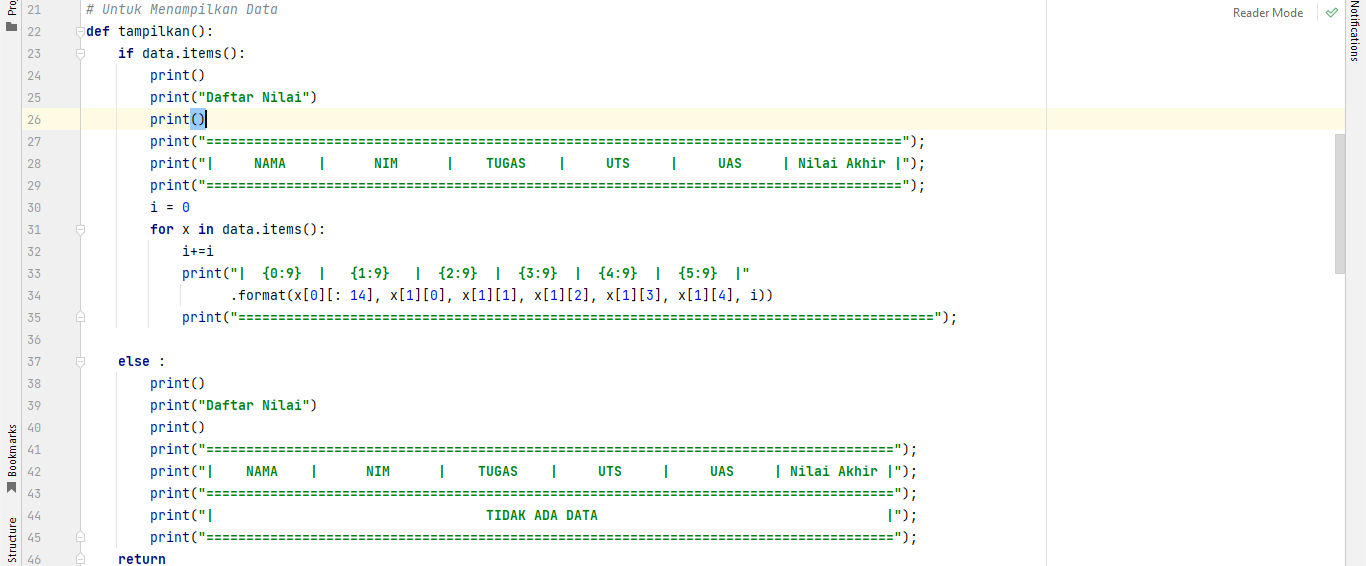 Reader Mode
Notifications
Bookmarks
Structure
21 # Untuk Menampilkan Data
22 def tampilkan():
23     if data.items():
24         print()
25         print("Daftar Nilai")
26         print()
27         print("=======================================================================================");
28         print("|     NAMA    |      NIM      |    TUGAS    |     UTS     |     UAS     | Nilai Akhir |");
29         print("=======================================================================================");
30         i = 0
31         for x in data.items():
32             i+=i
33             print("|  {0:9}  |   {1:9}   |  {2:9}  |  {3:9}  |  {4:9}  |  {5:9}  |"
34                   .format(x[0][: 14], x[1][0], x[1][1], x[1][2], x[1][3], x[1][4], i))
35             print("=======================================================================================");
36
37     else :
38         print()
39         print("Daftar Nilai")
40         print()
41         print("======================================================================================");
42         print("|    NAMA    |      NIM      |    TUGAS    |     UTS     |     UAS     | Nilai Akhir |");
43         print("======================================================================================");
44         print("|                                  TIDAK ADA DATA                                    |");
45         print("======================================================================================");
46     return